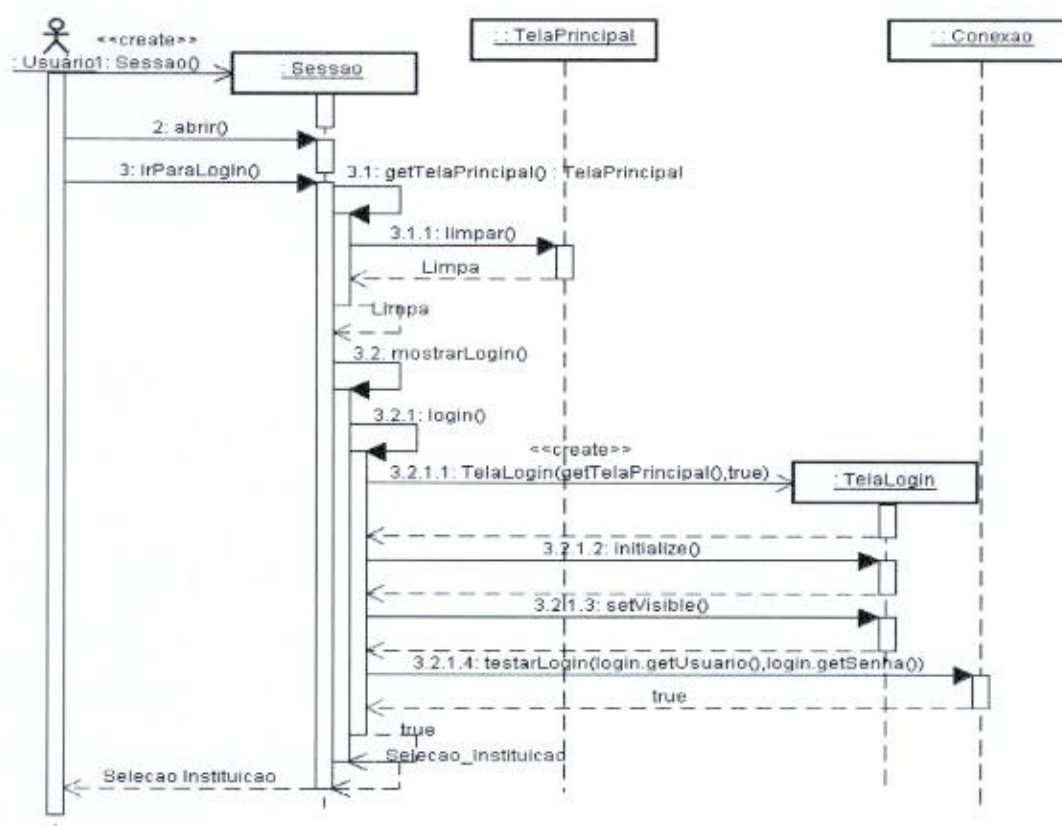 <<create>>
: Usuário1: Sessao()
: Sessao
: : TelaPrincipal
: : Conexao
2: abrir()
3: irParaLogin()
3.1: getTelaPrincipal() : TelaPrincipal
3.1.1: limpar()
Limpa
Limpa
3.2: mostrarLogin()
3.2.1: login()
<<create>>
3.2.1.1: TelaLogin(getTelaPrincipal(),true)
: TelaLogin
3.2.1.2: initialize()
3.2.1.3: setVisible()
3.2.1.4: testarLogin(login.getUsuario(),login.getSenha())
true
true
Selecao_Instituicao
Selecao Instituicao